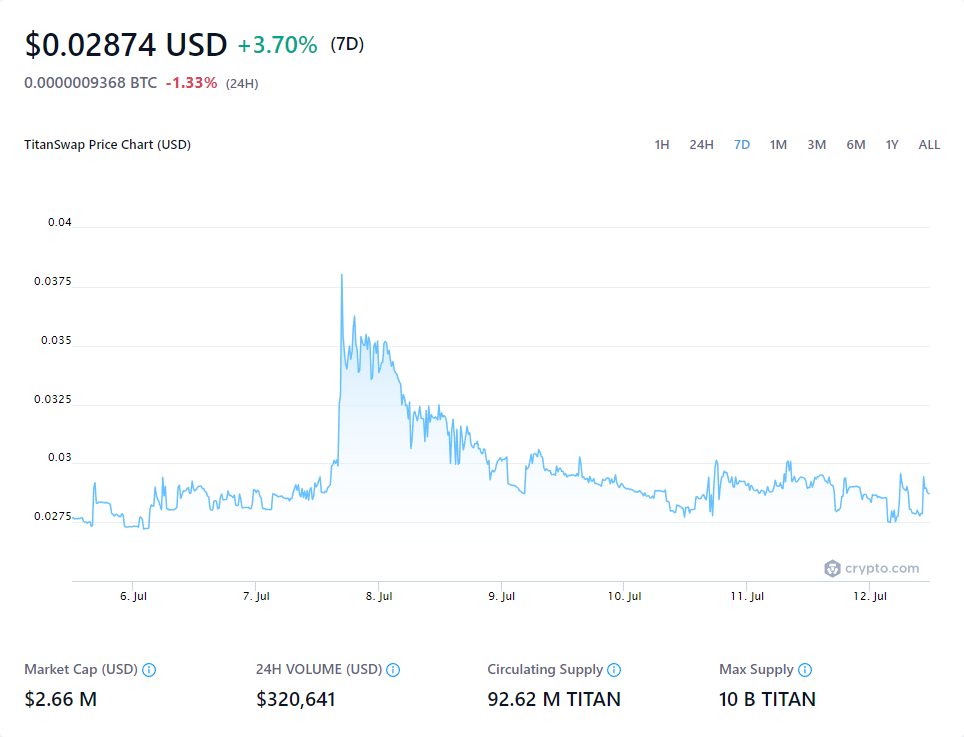 $0.02874 USD +3.70% (7D)
0.0000009368 BTC -1.33% (24H)
TitanSwap Price Chart (USD) 1H 24H 7D 1M 3M 6M 1Y ALL
0.04
0.0375
0.035
0.0325
0.03
0.0275
crypto.com
6. Jul 7. Jul 8. Jul 9. Jul 10. Jul 11. Jul 12. Jul
Market Cap (USD) 24H VOLUME (USD) Circulating Supply Max Supply
$2.66 M $320,641 92.62 M TITAN 10 B TITAN